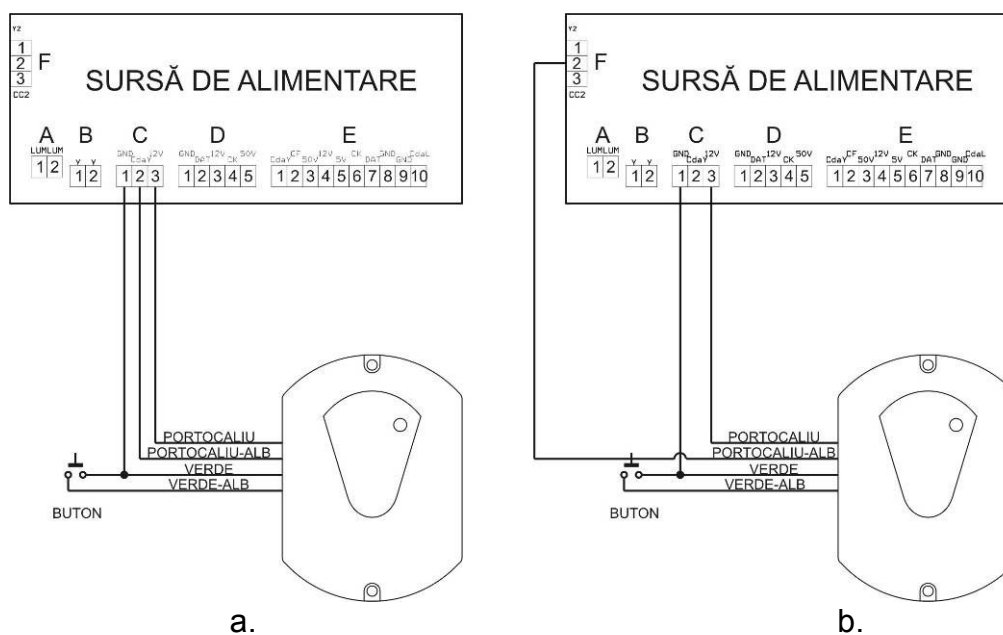 Y2
1
2
3
CC2
F
SURSĂ DE ALIMENTARE
A B C D E
LUM LUM
1 2
Y Y
1 2
GND CdaY 12V
1 2 3
GND DAT 12V CK 50V
1 2 3 4 5
CdaY CF 50V 12V 5V CK DAT GND GND CdaL
1 2 3 4 5 6 7 8 9 10
PORTOCALIU
PORTOCALIU-ALB
VERDE
VERDE-ALB
BUTON
a.
Y2
1
2
3
CC2
F
SURSĂ DE ALIMENTARE
A B C D E
LUM LUM
1 2
Y Y
1 2
GND CdaY 12V
1 2 3
GND DAT 12V CK 50V
1 2 3 4 5
CdaY CF 50V 12V 5V CK DAT GND GND CdaL
1 2 3 4 5 6 7 8 9 10
PORTOCALIU
PORTOCALIU-ALB
VERDE
VERDE-ALB
BUTON
b.